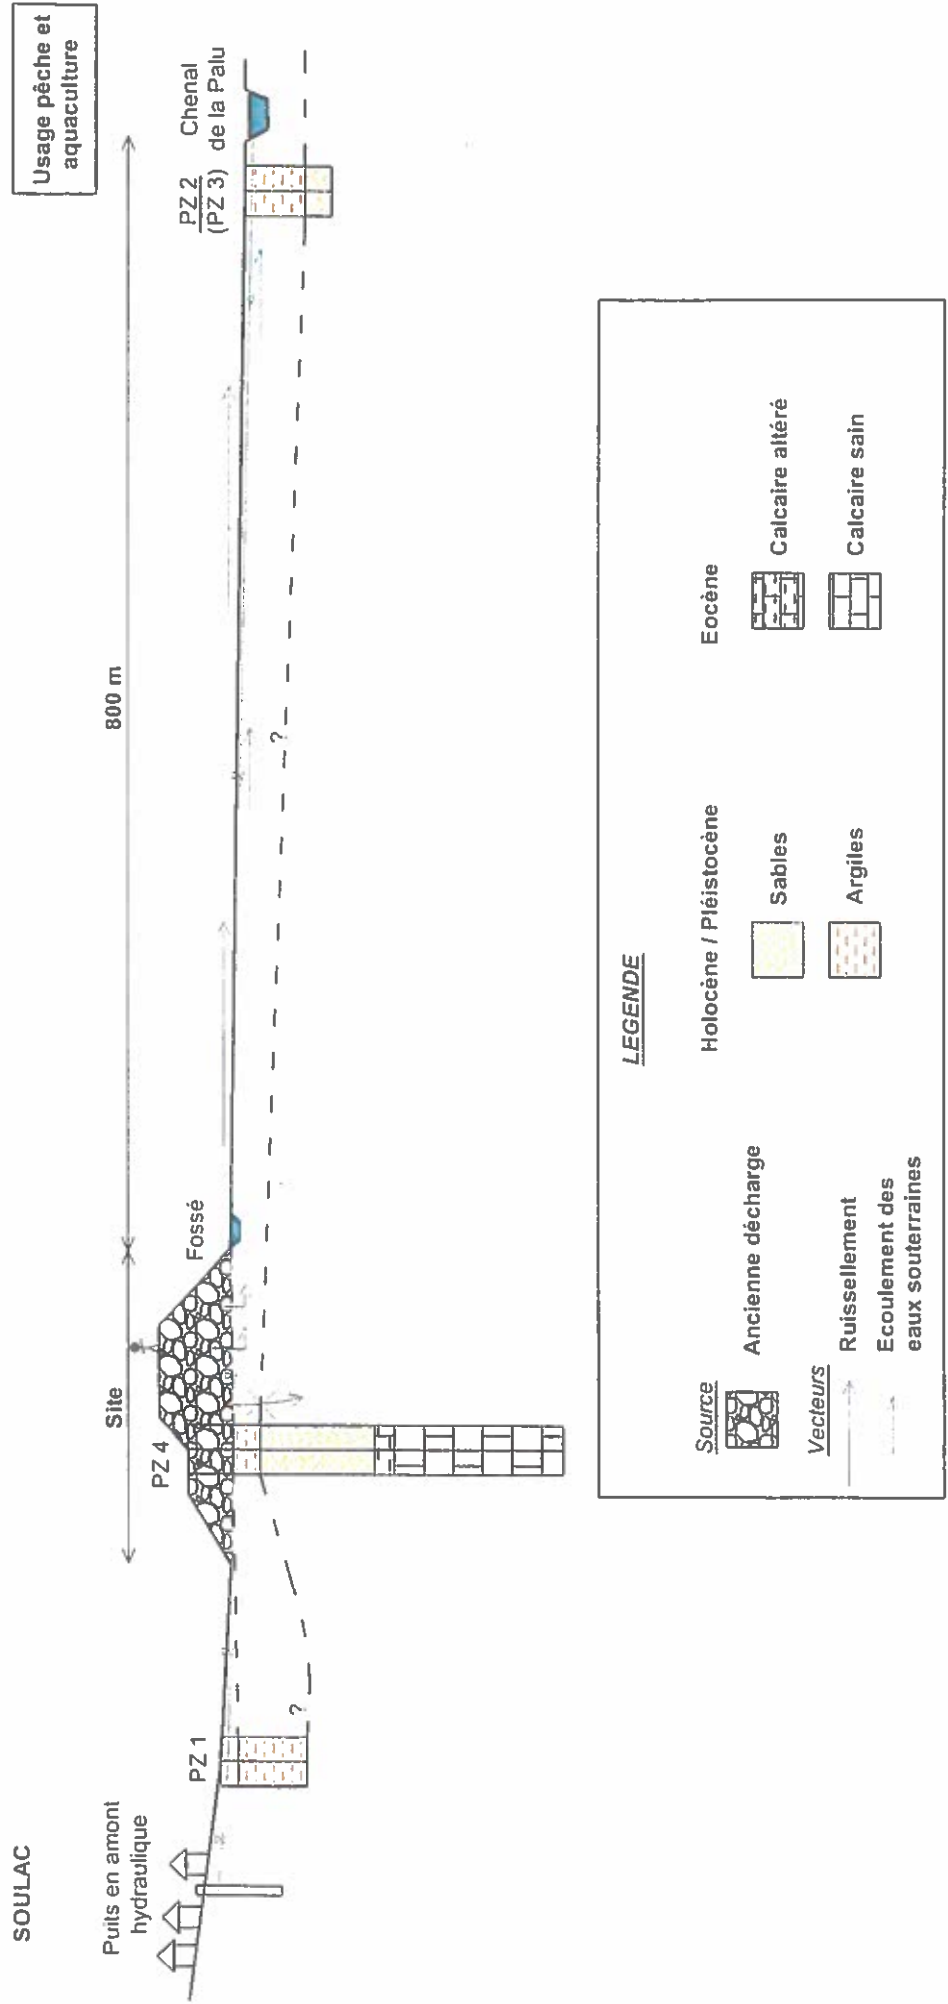 SOULAC
Usage pêche et
aquaculture
800 m
Site
Puits en amont
hydraulique
PZ 1
PZ 4
Fossé
PZ 2
(PZ 3)
Chenal
de la Palu
?
?
LEGENDE
Source
Ancienne décharge
Vecteurs
Ruissellement
Ecoulement des
eaux souterraines
Holocène / Pléistocène
Sables
Argiles
Eocène
Calcaire altéré
Calcaire sain